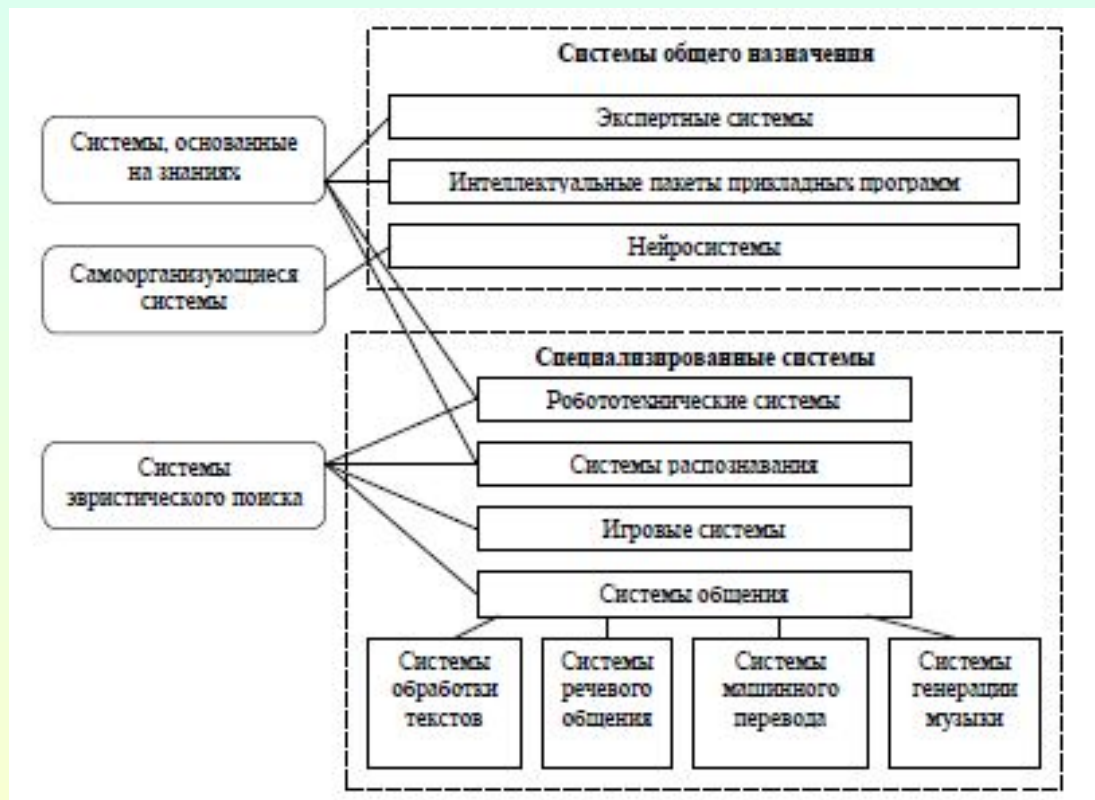 Системы общего назначения
Экспертные системы
Системы, основанные
на знаниях
Интеллектуальные пакеты прикладных программ
Нейросистемы
Самоорганизующиеся
системы
Специализированные системы
Робототехнические системы
Системы
эвристического поиска
Системы распознавания
Игровые системы
Системы общения
Системы
обработки
текстов
Системы
речевого
общения
Системы
машинного
перевода
Системы
генерации
музыки